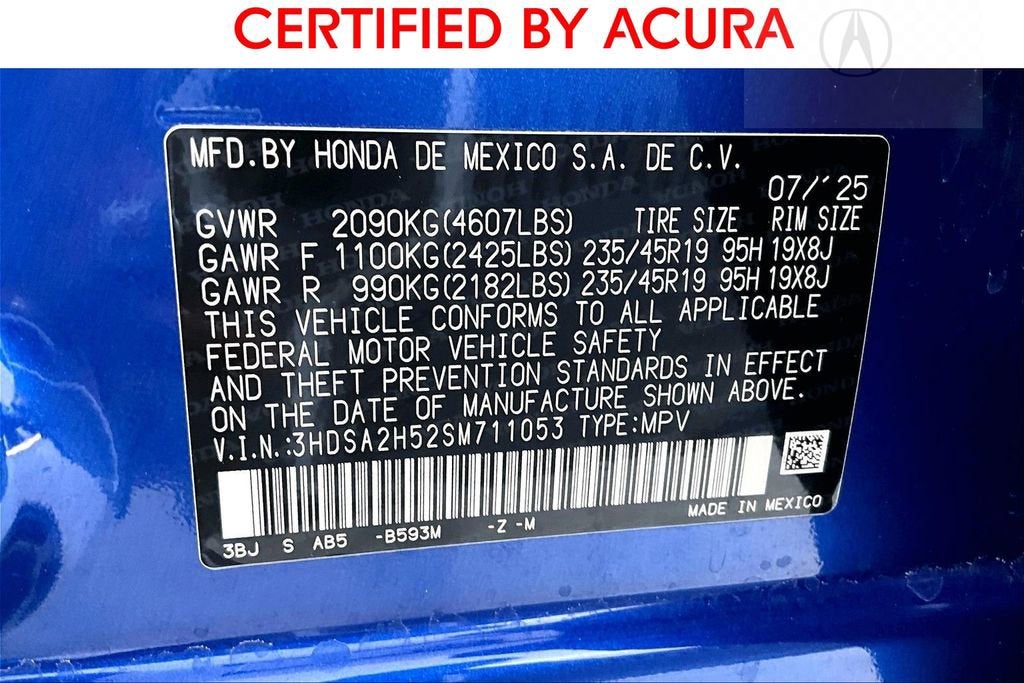 CERTIFIED BY ACURA
MFD.BY HONDA DE MEXICO S.A. DE C.V.
07/'25
GVWR 2090KG(4607LBS) TIRE SIZE RIM SIZE
GAWR F 1100KG(2425LBS) 235/45R19 95H 19X8J
GAWR R 990KG(2182LBS) 235/45R19 95H 19X8J
THIS VEHICLE CONFORMS TO ALL APPLICABLE
FEDERAL MOTOR VEHICLE SAFETY
AND THEFT PREVENTION STANDARDS IN EFFECT
ON THE DATE OF MANUFACTURE SHOWN ABOVE.
V.I.N.:3HDSA2H52SM711053 TYPE:MPV
MADE IN MEXICO
3BJ S AB5 -B593M -Z -M